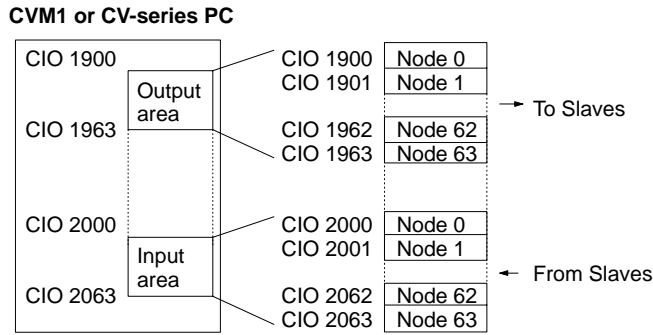 CVM1 or CV-series PC
CIO 1900
CIO 1900 Node 0
CIO 1901 Node 1
Output
area
To Slaves
CIO 1963
CIO 1962 Node 62
CIO 1963 Node 63
CIO 2000
CIO 2000 Node 0
CIO 2001 Node 1
Input
area
From Slaves
CIO 2063
CIO 2062 Node 62
CIO 2063 Node 63